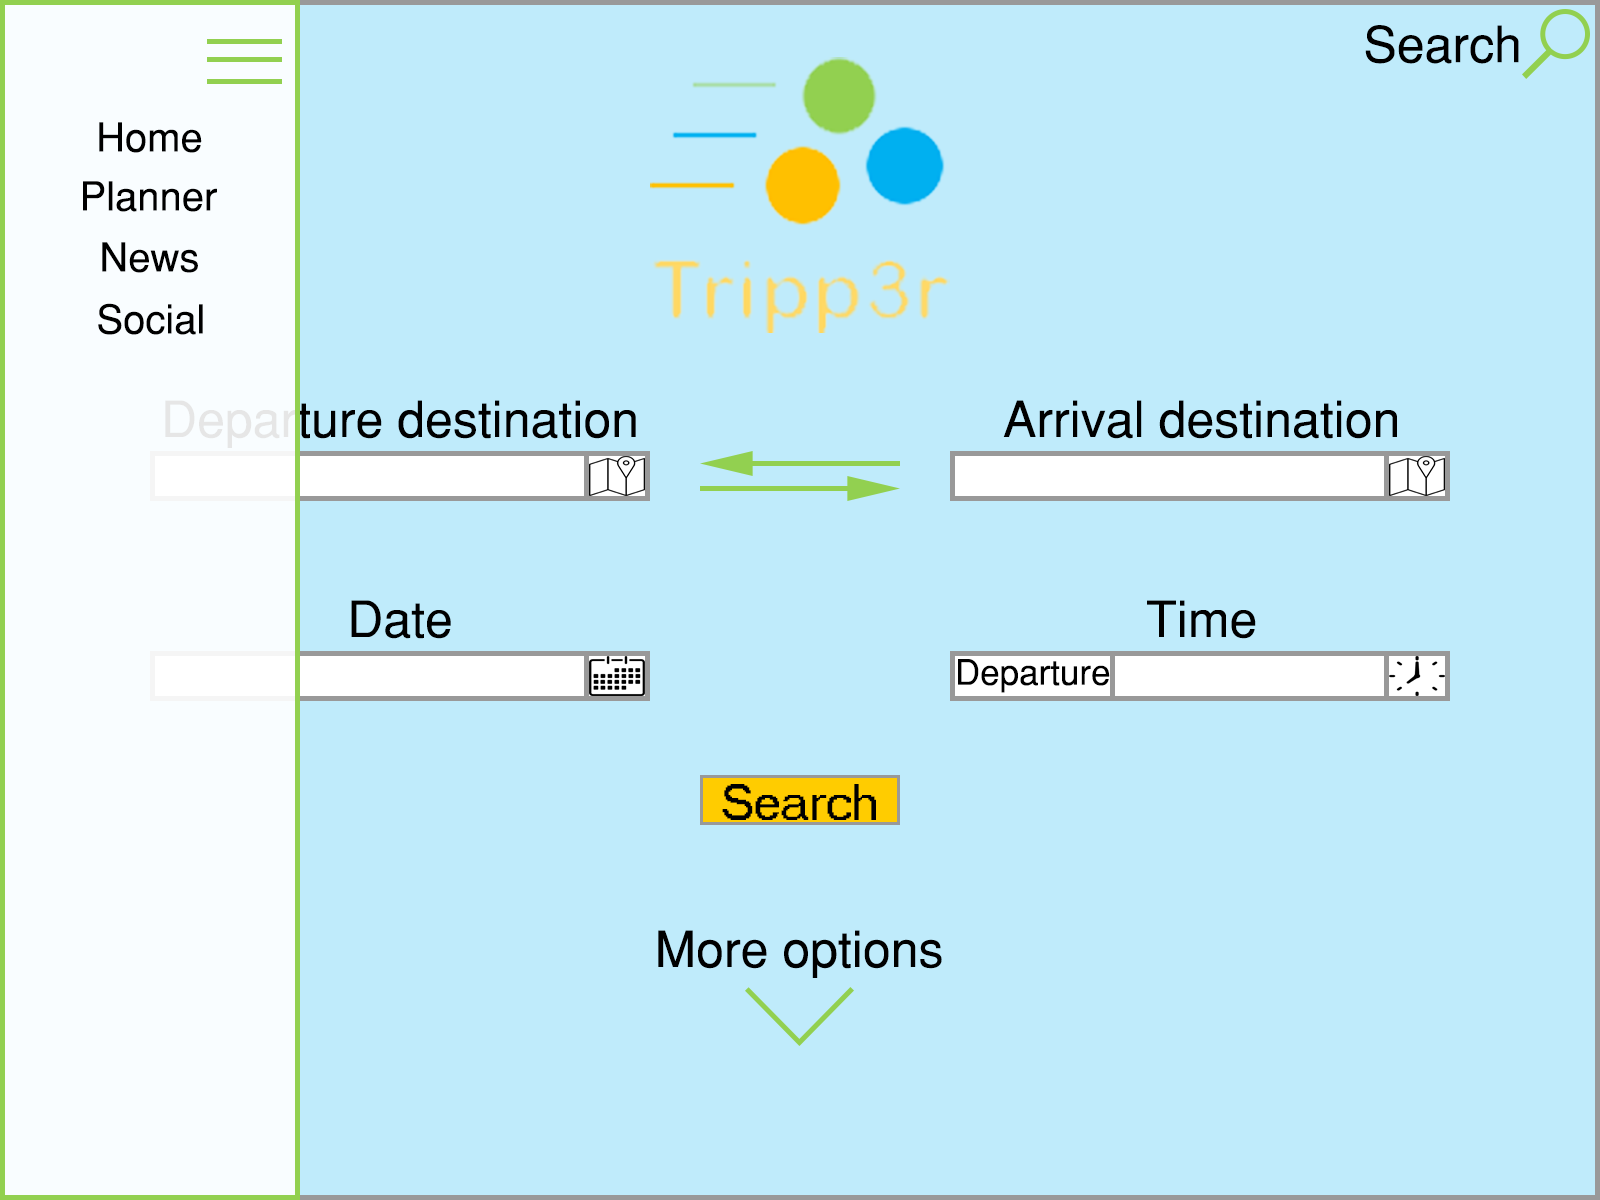 Search
Home
Planner
News
Social
Tripp3r
Departure destination
Arrival destination
Date
Time
Departure
Search
More options